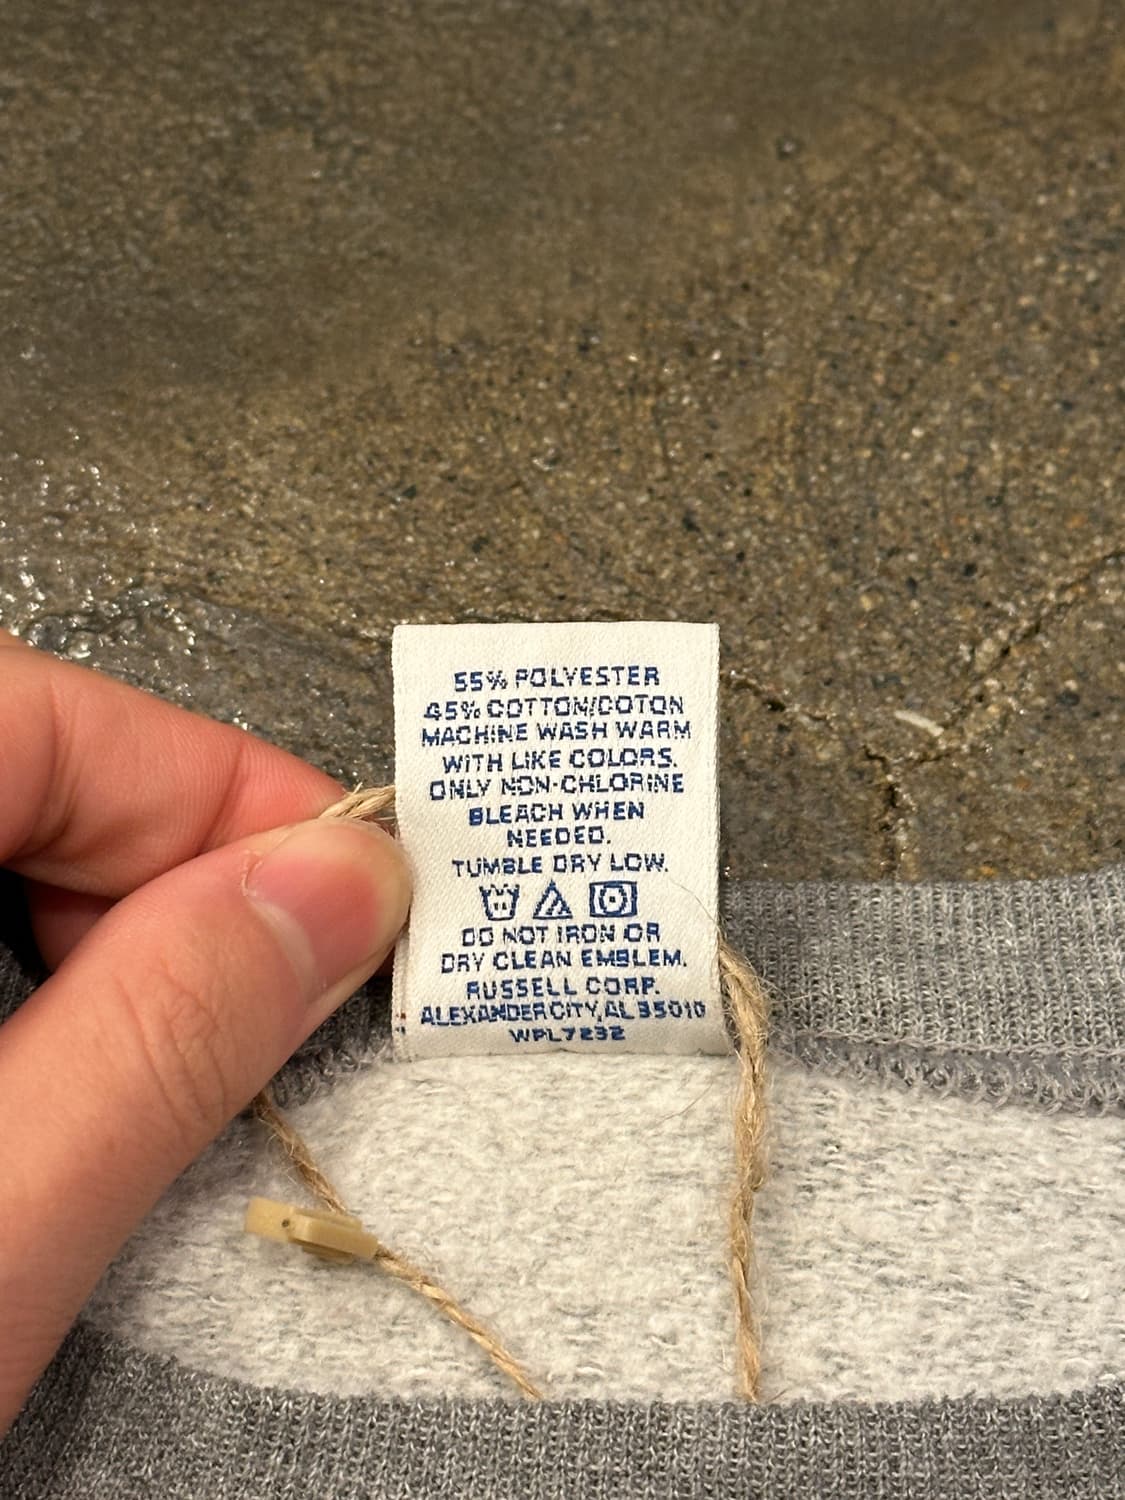 55% POLYESTER
45% COTTON/COTON
MACHINE WASH WARM
WITH LIKE COLORS.
ONLY NON-CHLORINE
BLEACH WHEN
NEEDED.
TUMBLE DRY LOW.
DO NOT IRON OR
DRY CLEAN EMBLEM.
RUSSELL CORP.
ALEXANDER CITY, AL 35010
WPL7232